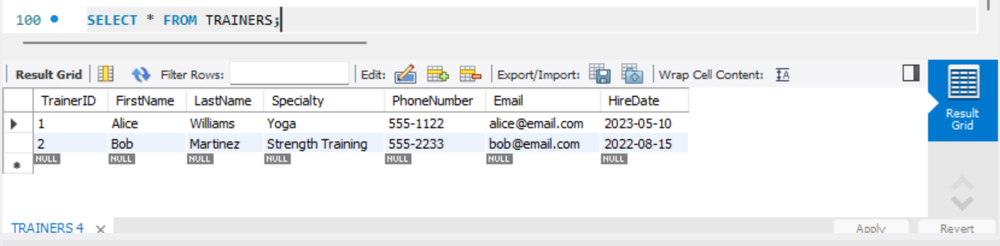 100 SELECT * FROM TRAINERS;
Result Grid Filter Rows: Edit: Export/Import: Wrap Cell Content: IA
TrainerID FirstName LastName Specialty PhoneNumber Email HireDate
1 Alice Williams Yoga 555-1122 alice@email.com 2023-05-10
2 Bob Martinez Strength Training 555-2233 bob@email.com 2022-08-15
NULL NULL NULL NULL NULL NULL NULL
Result
Grid
TRAINERS 4 Apply Revert